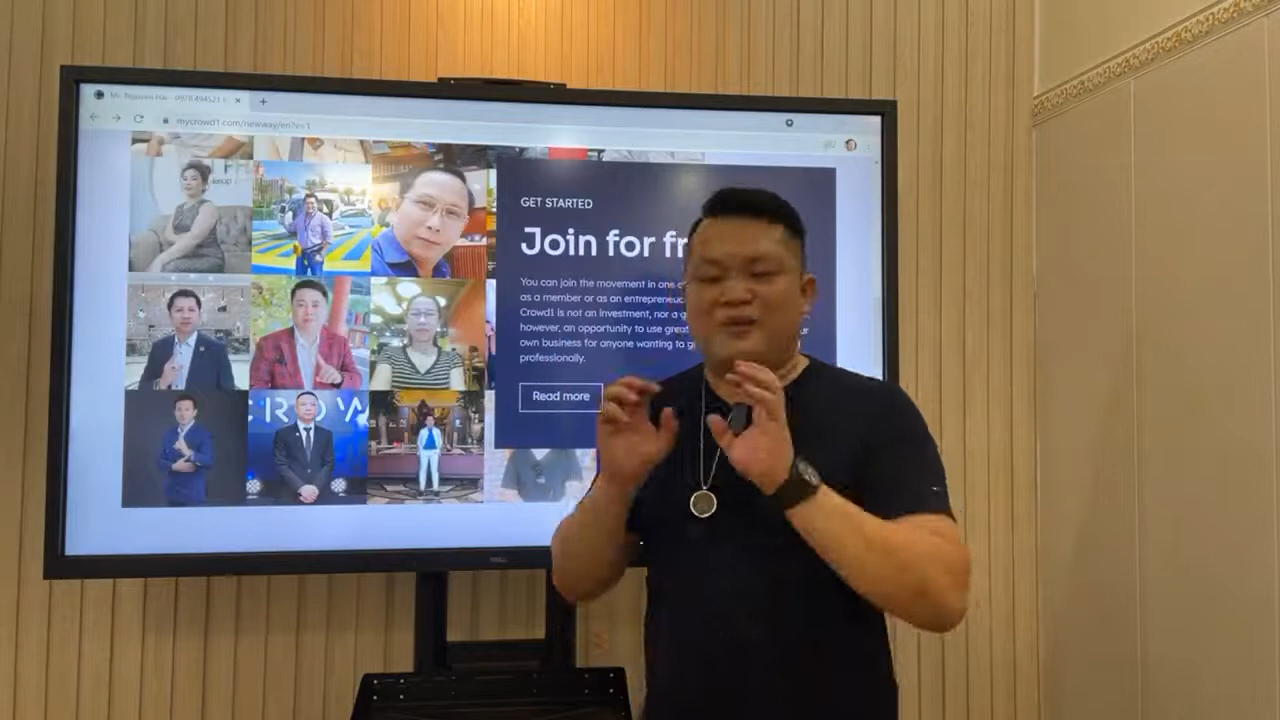 mycrowd1.com/newway/en?v=1
GET STARTED
Join for fr
You can join the movement in one
as a member or as an entrepreneu
Crowd1 is not an investment, nor a
however, an opportunity to use great
own business for anyone wanting to
professionally.
Read more
CROW
DELL